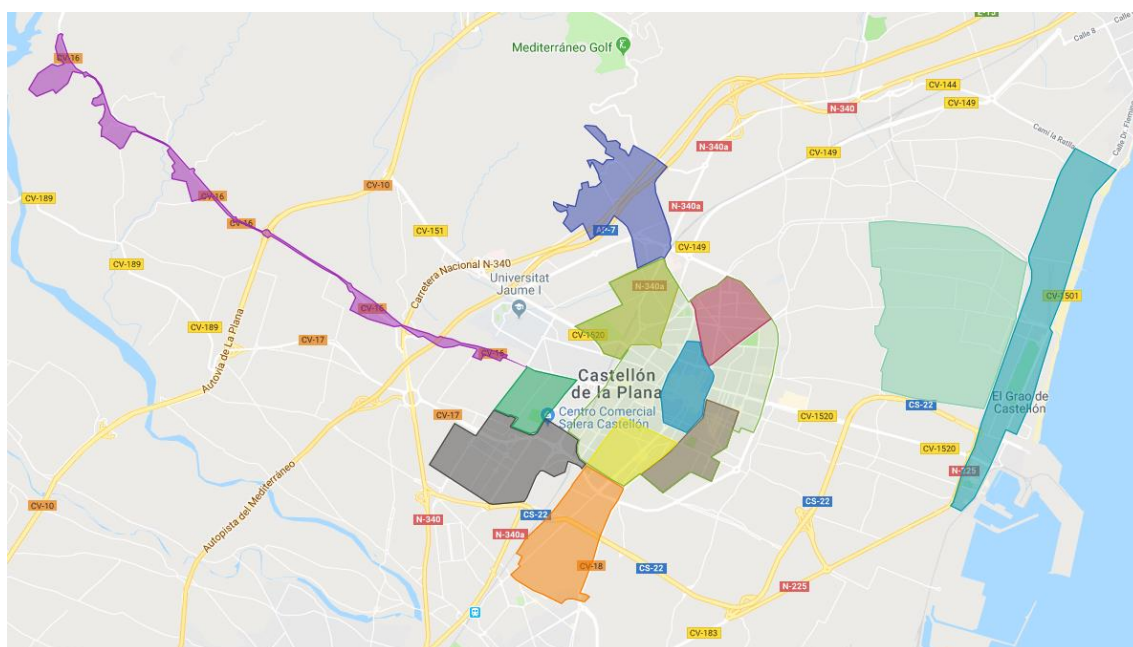 E-15
Calle 8
Mediterráneo Golf
CV-16
CV-144
CV-149
N-340
Camí la Ratlla
N-340a
CV-149
CV-10
CV-189
CV-16
N-340a
CV-16
CV-151
AP-7
CV-149
CV-189
Carretera Nacional N-340
Universitat
Jaume I
N-340a
CV-1501
CV-16
CV-189
CV-17
CV-1520
CV-16
Autovía de La Plana
Castellón
de la Plana
El Grao de
Castellón
CS-22
CV-17
Centro Comercial
Salera Castellón
CV-1520
CV-1520
N-225
Autopista del Mediterráneo
CV-10
N-340
CS-22
CS-22
N-340a
CV-18
CS-22
N-225
CV-183